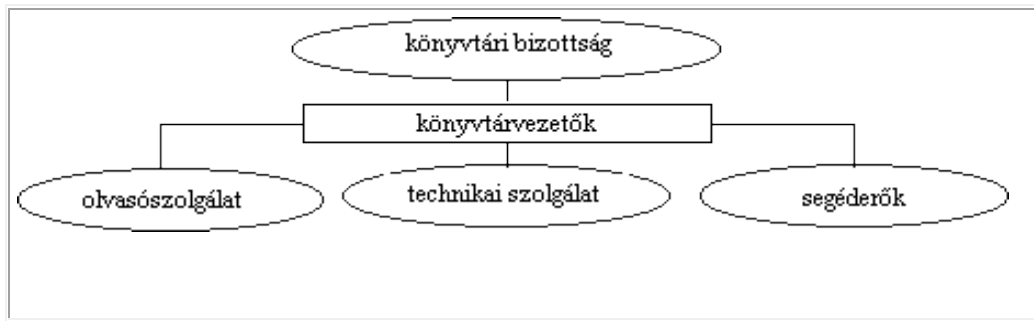 könyvtári bizottság
könyvtárvezetők
olvasószolgálat
technikai szolgálat
segéderők